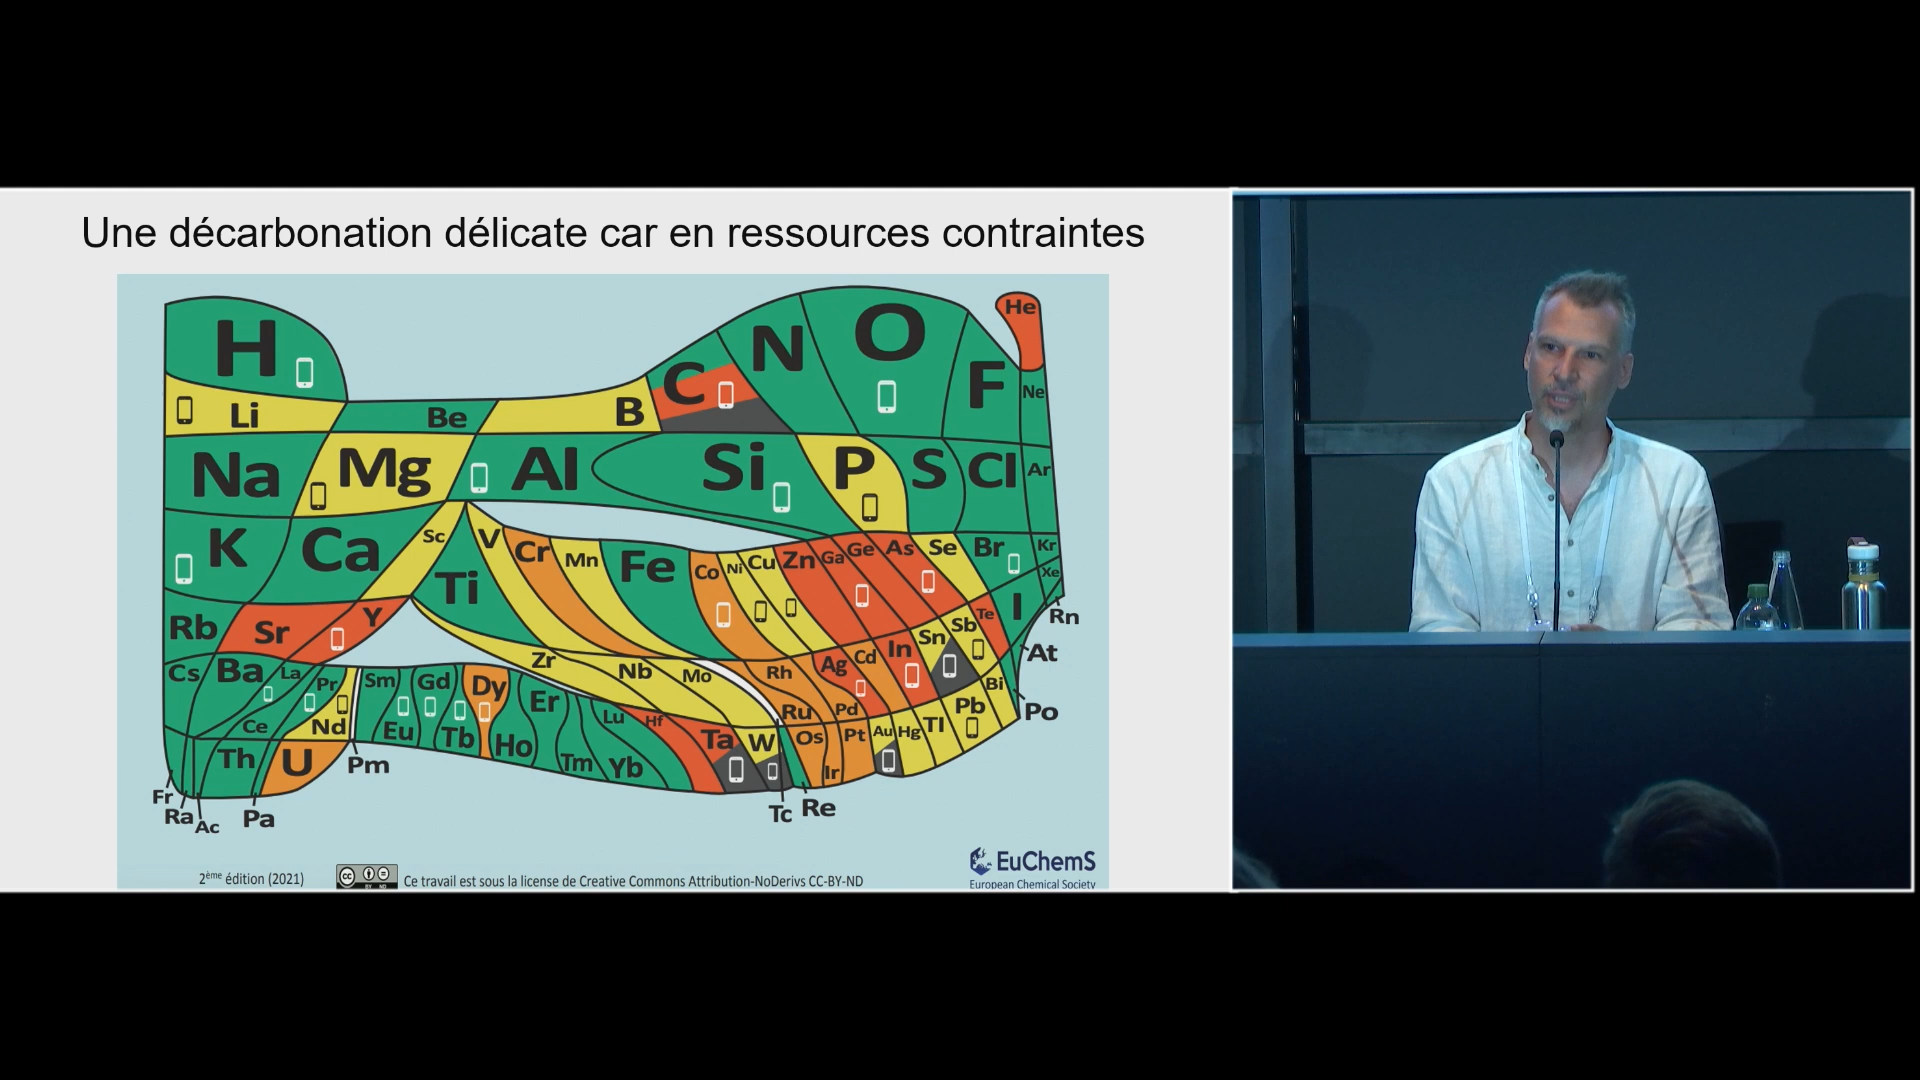 Une décarbonation délicate car en ressources contraintes
H He
C N O F Ne
Li Be B
Na Mg Al Si P S Cl Ar
K Ca Sc Ti V Cr Mn Fe Co Ni Cu Zn Ga Ge As Se Br Kr
Rb Sr Y Zr Nb Mo Rh Ag Cd In Sn Sb Te I Xe Rn
Cs Ba La Pr Sm Gd Dy Er Lu Hf Ta W Ru Pd Bi At
Ce Nd Eu Tb Ho Tm Yb Os Ir Pt Au Hg Tl Pb Po
Th U Pm
Fr Ra Ac Pa Tc Re
2ème édition (2021)
CC BY ND
Ce travail est sous la license de Creative Commons Attribution-NoDerivs CC-BY-ND
EuChemS
European Chemical Society